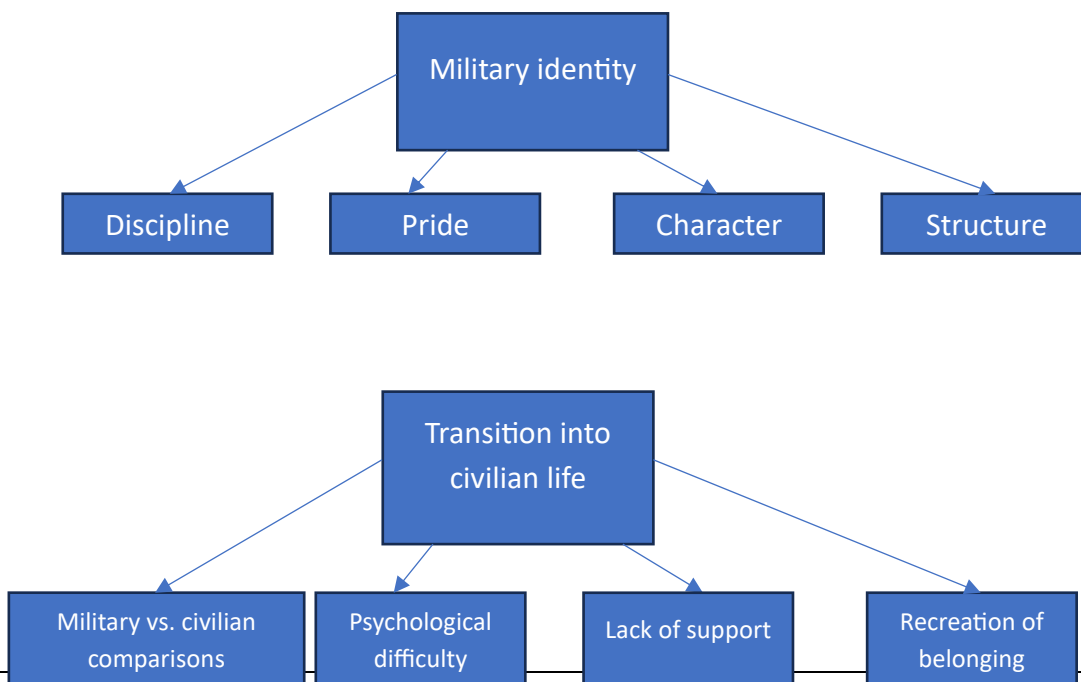 Military identity
Discipline
Pride
Character
Structure
Transition into
civilian life
Military vs. civilian
comparisons
Psychological
difficulty
Lack of support
Recreation of
belonging